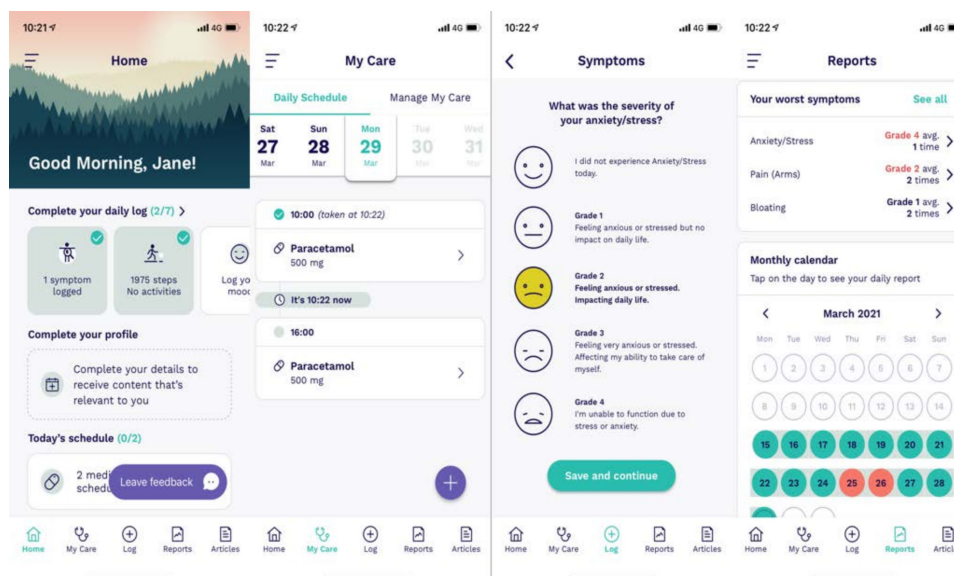 10:21
4G
Home
Good Morning, Jane!
Complete your daily log (2/7) >
1 symptom
logged
1975 steps
No activities
Log yo
mood
Complete your profile
Complete your details to
receive content that's
relevant to you
Today's schedule (0/2)
2 medi
schedu
Leave feedback
Home
My Care
Log
Reports
Articles
10:22
4G
My Care
Daily Schedule
Manage My Care
Sat
Sun
Mon
Tue
Wed
27
28
29
30
31
Mar
Mar
Mar
Mar
Mar
10:00 (taken at 10:22)
Paracetamol
500 mg
It's 10:22 now
16:00
Paracetamol
500 mg
Home
My Care
Log
Reports
Articles
10:22
4G
Symptoms
What was the severity of
your anxiety/stress?
I did not experience Anxiety/Stress
today.
Grade 1
Feeling anxious or stressed but no
impact on daily life.
Grade 2
Feeling anxious or stressed.
Impacting daily life.
Grade 3
Feeling very anxious or stressed.
Affecting my ability to take care of
myself.
Grade 4
I'm unable to function due to
stress or anxiety.
Save and continue
Home
My Care
Log
Reports
Articles
10:22
4G
Reports
Your worst symptoms
See all
Anxiety/Stress
Grade 4 avg.
1 time
Pain (Arms)
Grade 2 avg.
2 times
Bloating
Grade 1 avg.
2 times
Monthly calendar
Tap on the day to see your daily report
March 2021
Mon Tue Wed Thu Fri Sat Sun
1 2 3 4 5 6 7
8 9 10 11 12 13 14
15 16 17 18 19 20 21
22 23 24 25 26 27 28
Home
My Care
Log
Reports
Articl